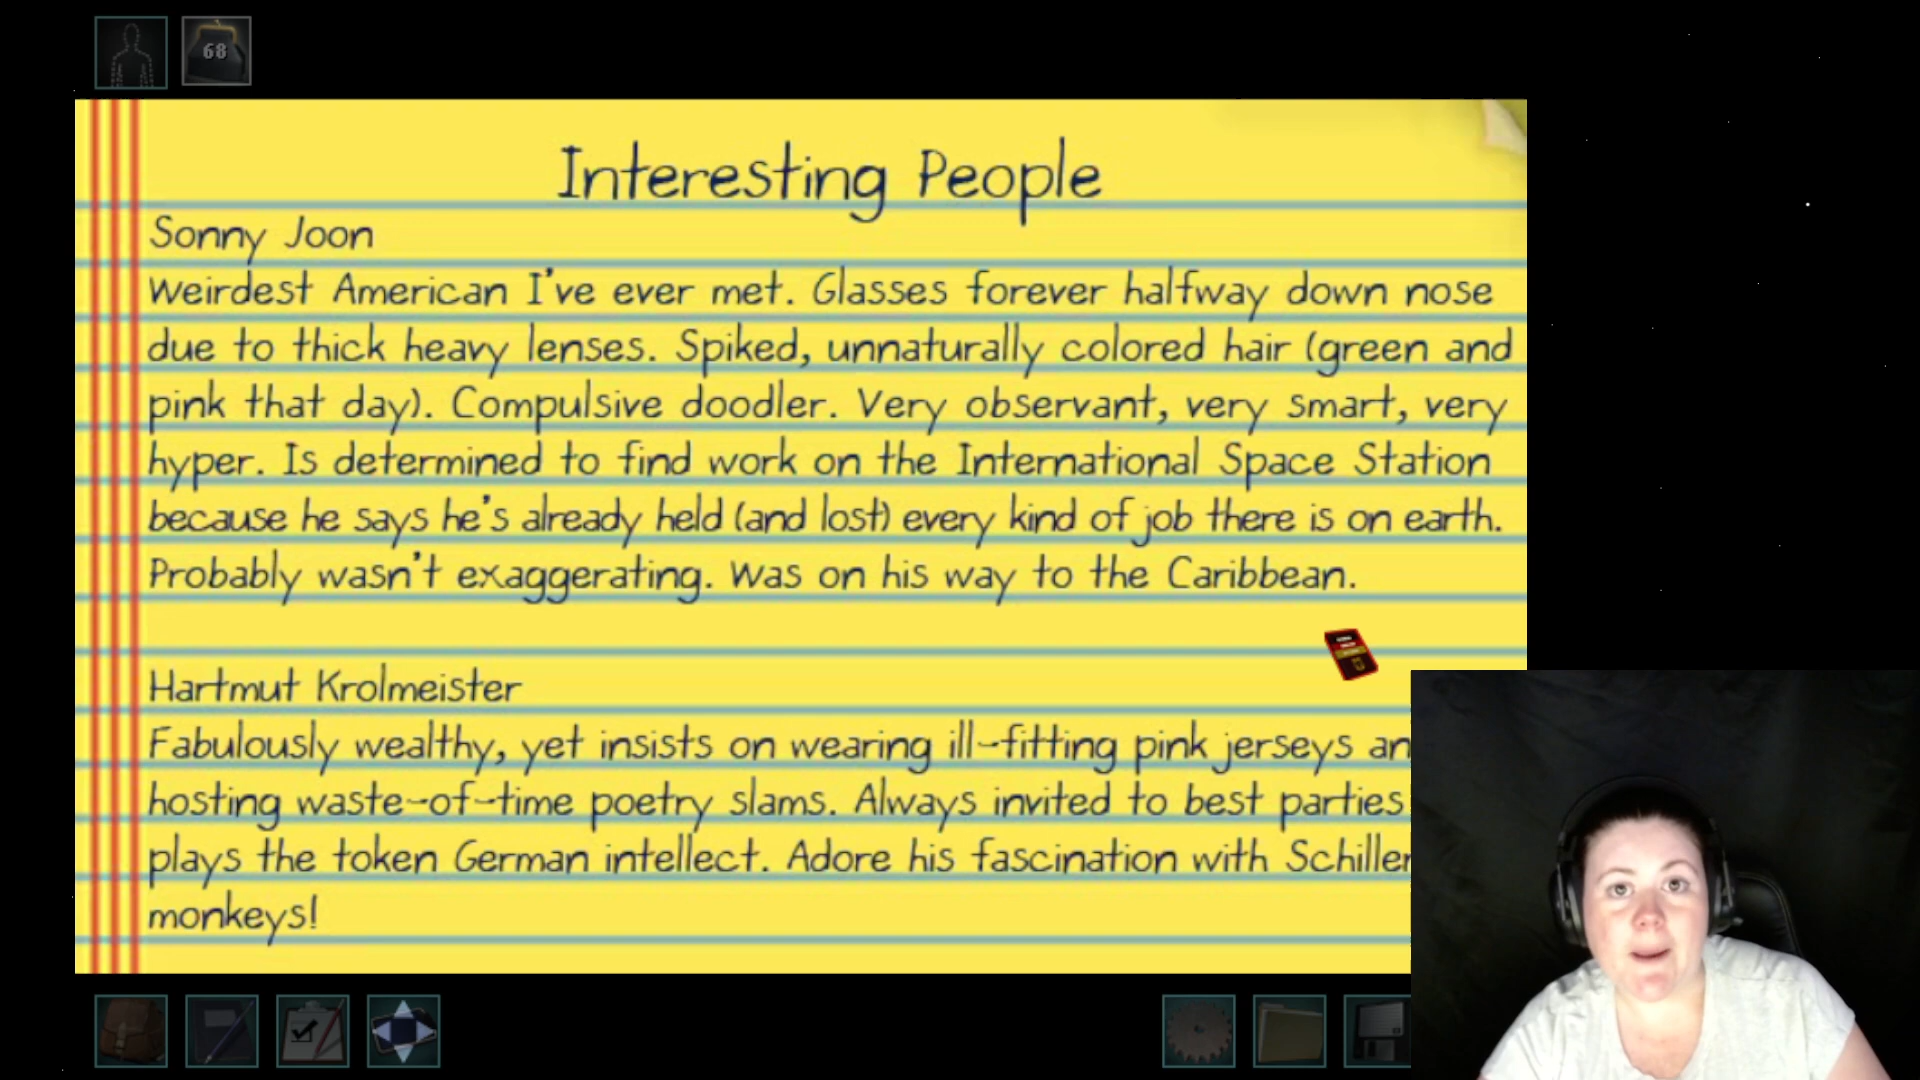 68
Interesting People
Sonny Joon
Weirdest American I've ever met. Glasses forever halfway down nose
due to thick heavy lenses. Spiked, unnaturally colored hair (green and
pink that day). Compulsive doodler. Very observant, very smart, very
hyper. Is determined to find work on the International Space Station
because he says he's already held (and lost) every kind of job there is on earth.
Probably wasn't exaggerating. Was on his way to the Caribbean.
Hartmut Krolmeister
Fabulously wealthy, yet insists on wearing ill-fitting pink jerseys an
hosting waste-of-time poetry slams. Always invited to best parties
plays the token German intellect. Adore his fascination with Schiller
monkeys!